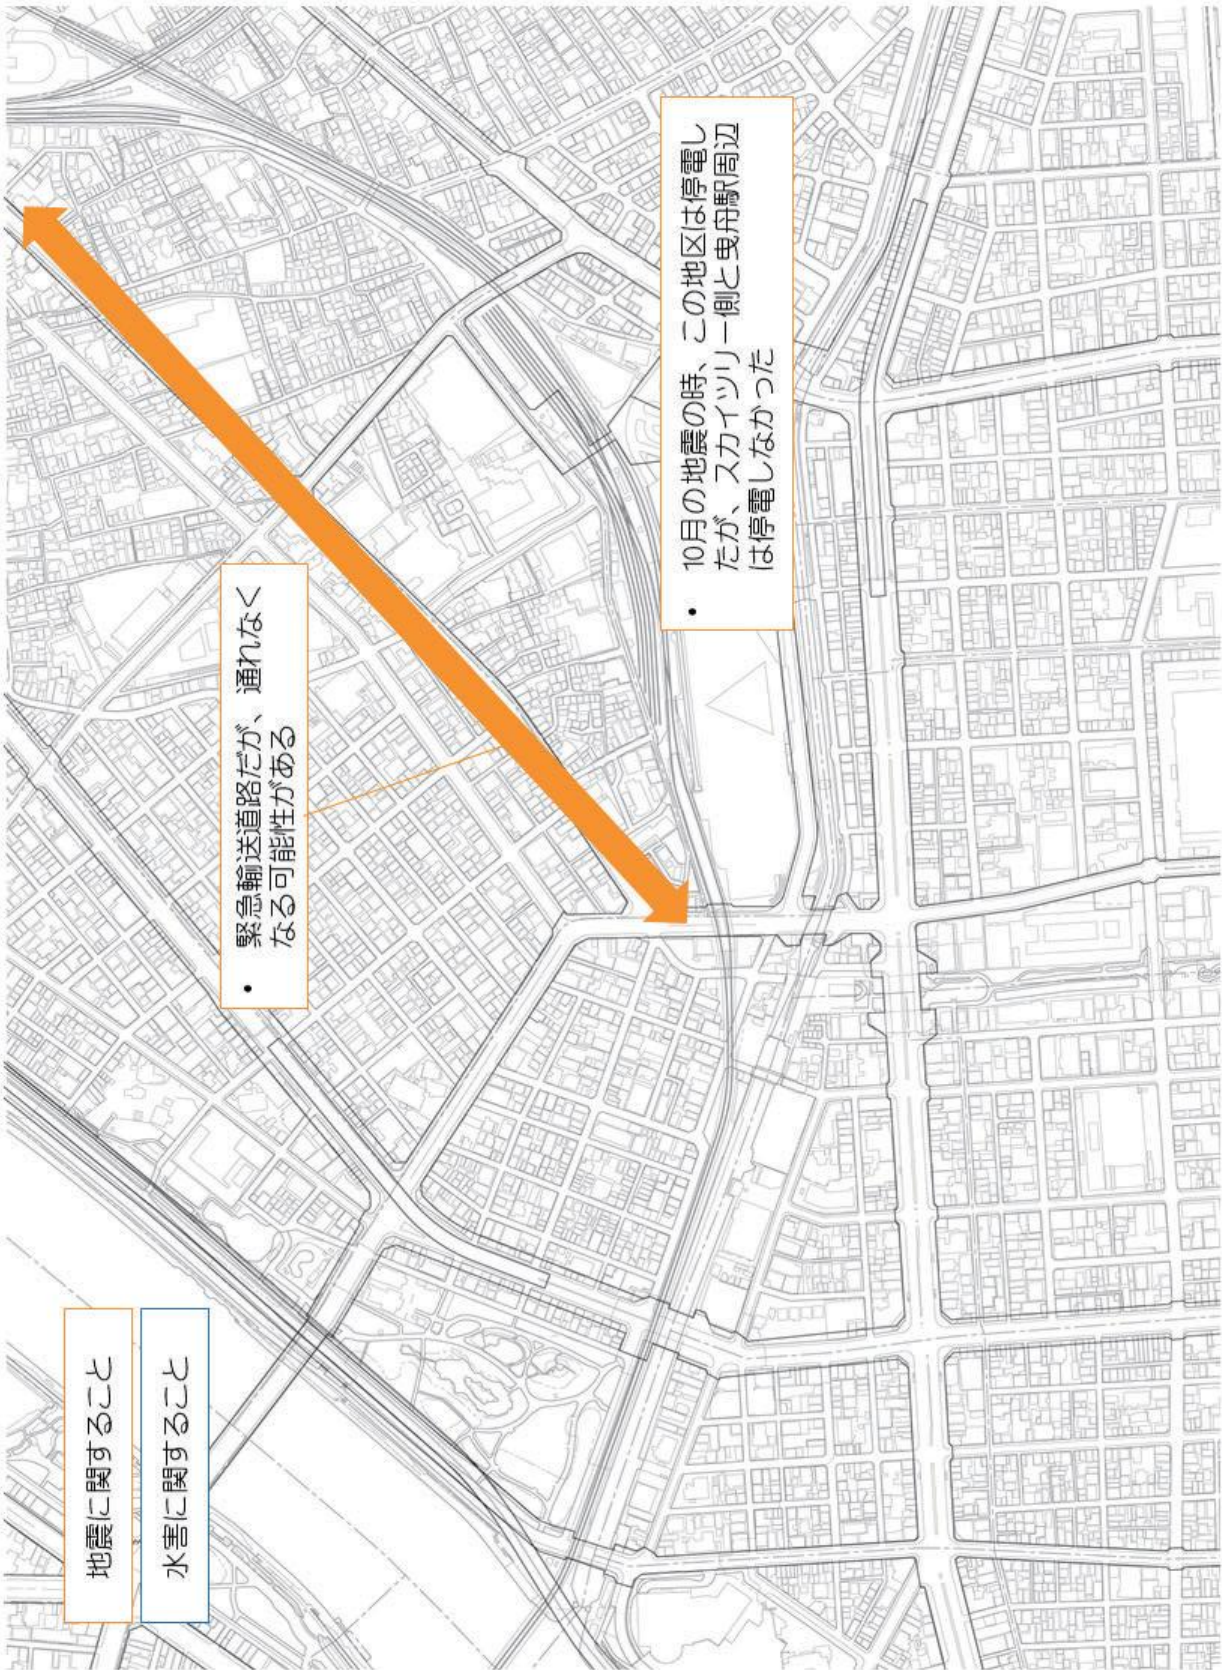 地震に関すること
水害に関すること
• 緊急輸送道路だが、通れなく
なる可能性がある
• 10月の地震の時、この地区は停電し
たが、スカイツリー側と曳舟駅周辺
は停電しなかった